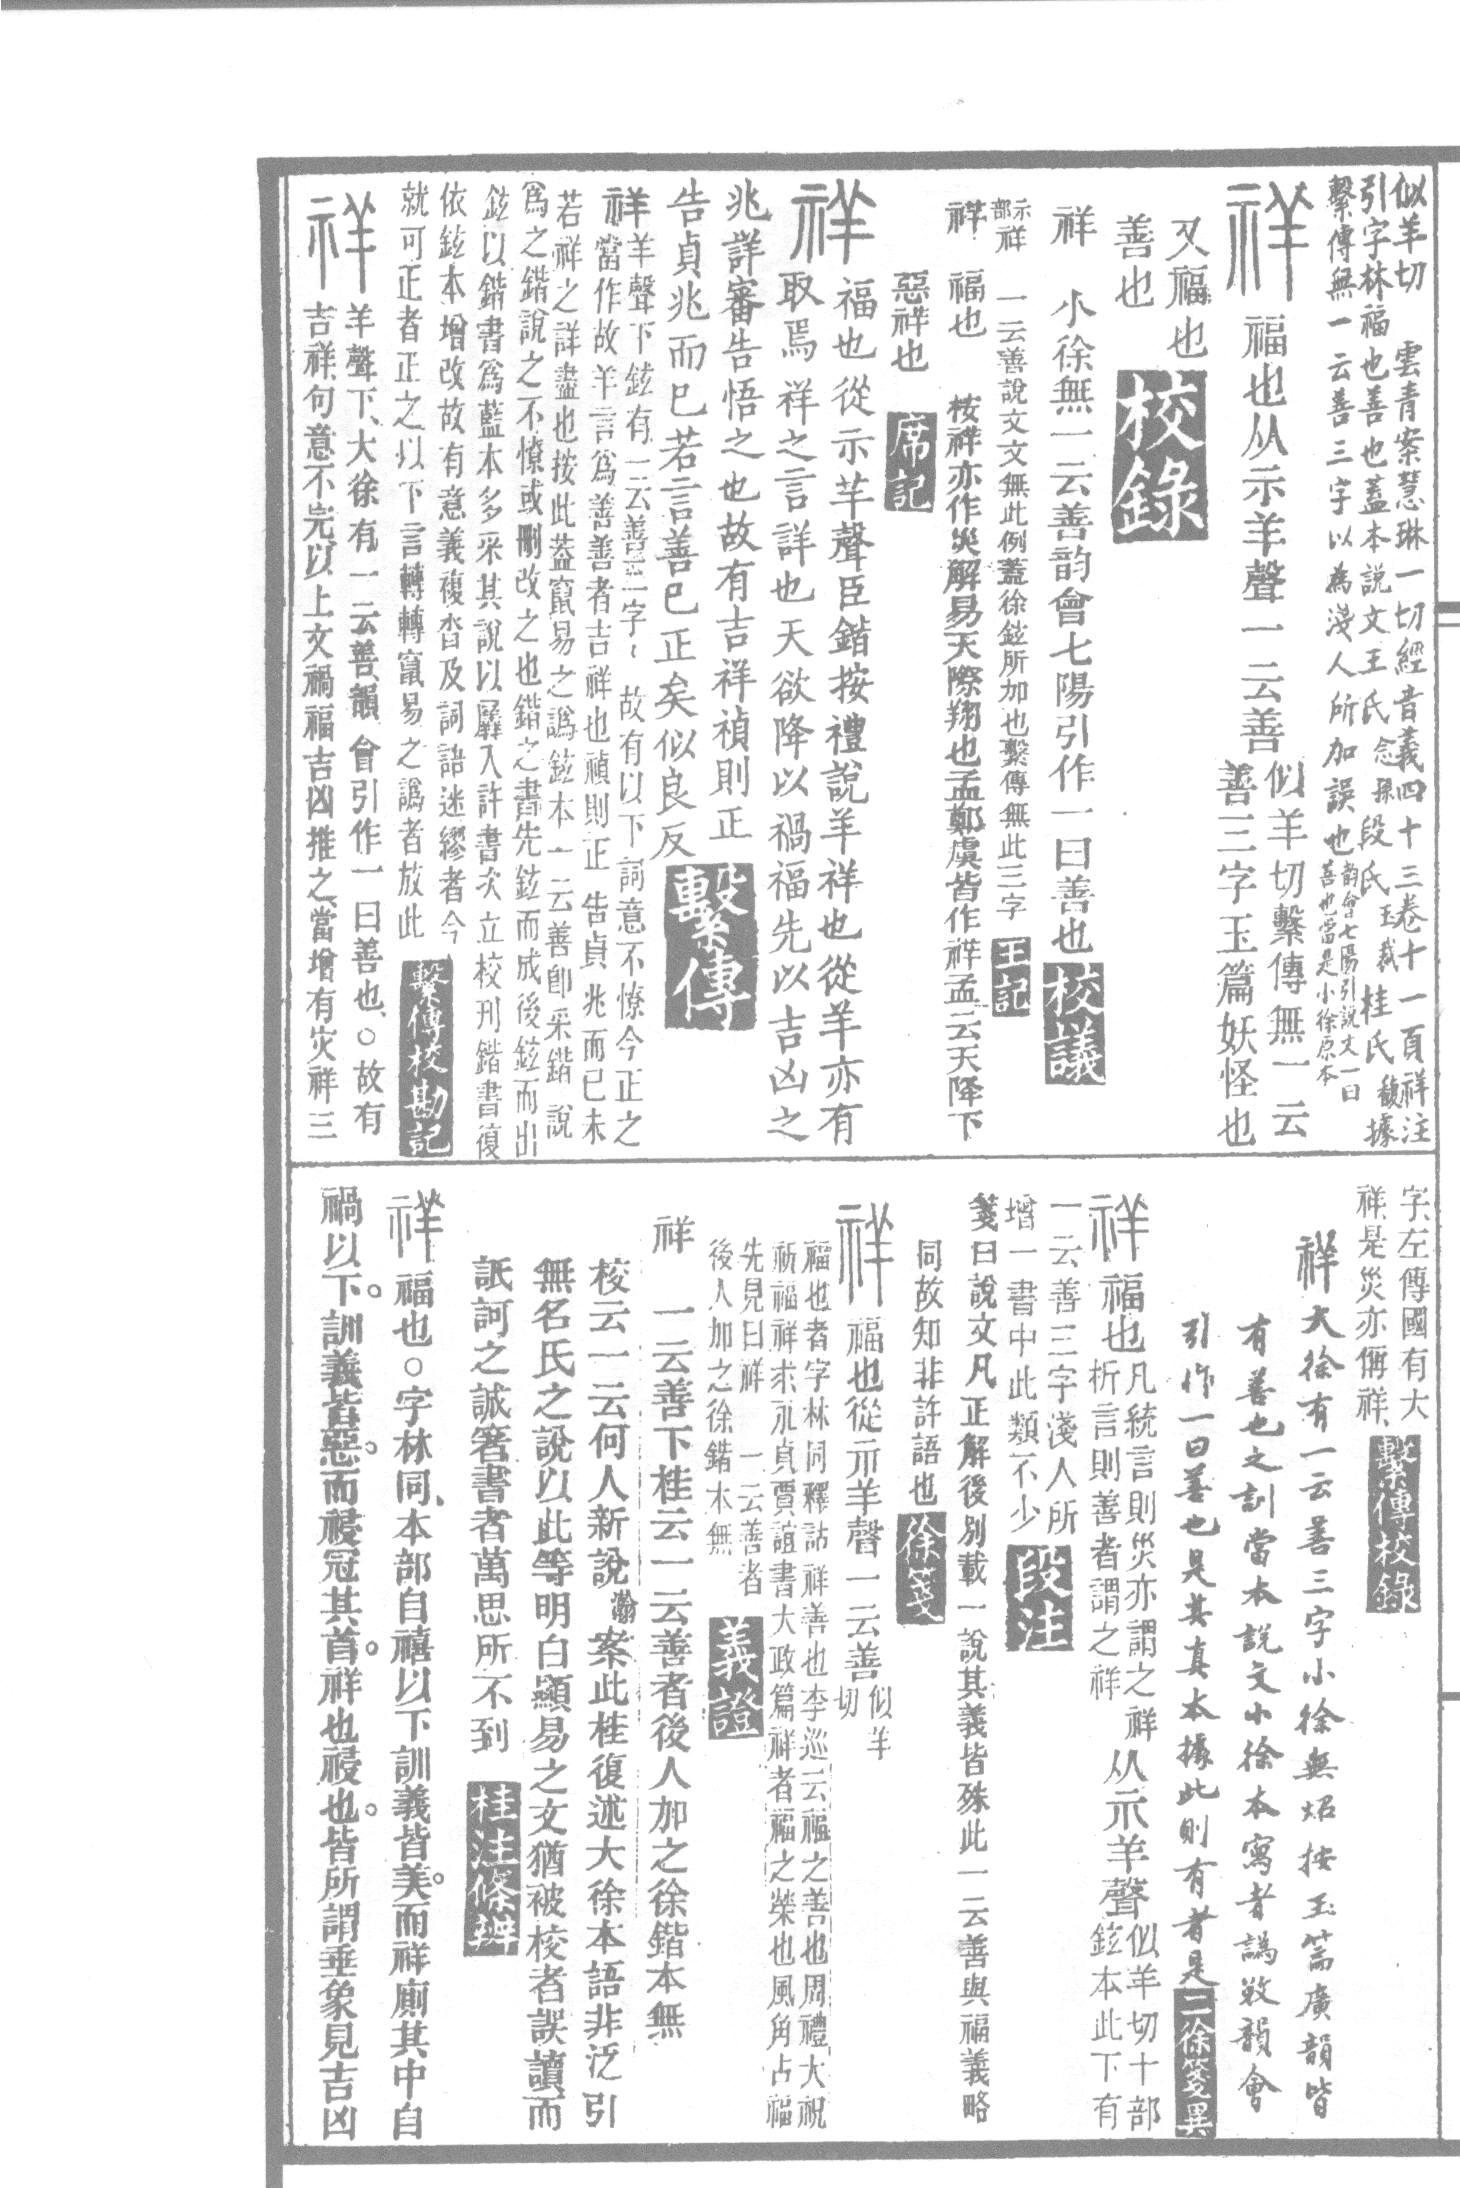 似羊切　雲青案慧琳一切經音義四十三卷十一頁祥注
引字林福也善也蓋本說文王氏念孫段氏玉裁桂氏馥據
繫傳無一云善三字以為淺人所加誤也韵會七陽引說文一曰
善也當是小徐原本
祥福也从示羊聲一云善似羊切繫傳無一云
善三字玉篇妖怪也
又福也
善也　校錄
祥　小徐無一云善韵會七陽引作一曰善也　校議
示部祥　一云善說文文無此例蓋徐鉉所加也繫傳無此三字　王記
祥　福也　桉祥亦作災解易天際翔也孟鄭虞皆作祥孟云天降下
惡祥也　席記
祥福也從示羊聲臣鍇按禮說羊祥也從羊亦有
取焉祥之言詳也天欲降以禍福先以吉凶之
兆詳審告悟之也故有吉祥禎則正
告貞兆而已若言善已正矣似良反　繫傳
祥羊聲下鉉有一云善三字、故有以下詞意不憭今正之
當作故羊言爲善善者吉祥也禎則正告貞兆而已未
若祥之詳盡也按此蓋竄易之譌鉉本一云善卽采鍇說
爲之鍇說之不憭或刪改之也鍇之書先鉉而成後鉉而出
鉉以鍇書爲藍本多采其說以羼入許書次立校刊鍇書復
依鉉本增改故有意義複沓及詞語迷繆者今
就可正者正之以下言轉轉竄易之譌者放此　繫傳校勘記
祥羊聲下、大徐有一云善、韻會引作一曰善也、○故有
吉祥、句意不完、以上文禍福吉凶推之、當增有災祥三
字、左傳國有大
祥、是災亦偁祥、　繫傳校錄
祥大徐有一云善三字小徐無炤按玉篇廣韻皆
有善也之訓當本說文小徐本寫者譌敓韻會
引作一曰善也是其真本據此則有者是　二徐箋異
祥福也凡統言則災亦謂之祥
析言則善者謂之祥从示羊聲似羊切十部
鉉本此下有
一云善三字淺人所
增一書中此類不少　段注
箋曰說文凡正解後別載一說其義皆殊此一云善與福義略
同故知非許語也　徐箋
祥福也從示羊聲一云善似羊
切
福也者字林同釋詁祥善也李巡云福之善也周禮大祝
祈福祥求永貞賈誼書大政篇祥者福之榮也風角占福
先見曰祥　一云善者
後人加之徐鍇本無　義證
祥　一云善下桂云一云善者後人加之徐鍇本無
校云一云何人新說瀚案此桂復述大徐本語非泛引
無名氏之說以此等明白顯易之文猶被校者誤讀而
詆訶之誠箸書者萬思所不到　桂注條辨
祥福也○字林同、本部自禧以下訓義皆美、而祥廁其中自
禍以下、訓義皆惡、而祲冠其首、祥也祲也、皆所謂垂象見吉凶